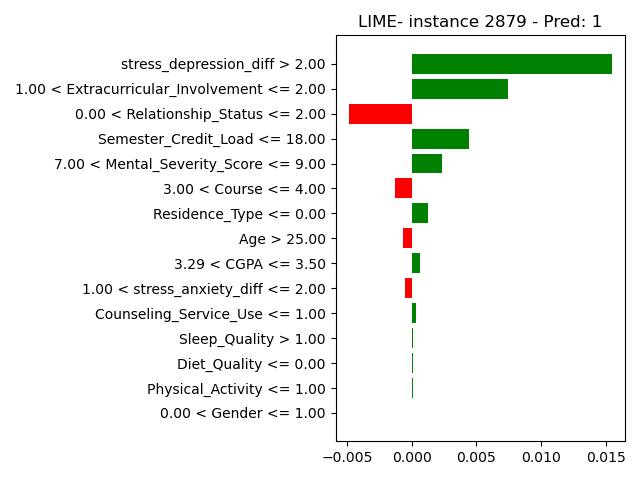 LIME- instance 2879 - Pred: 1
stress_depression_diff > 2.00
1.00 < Extracurricular_Involvement <= 2.00
0.00 < Relationship_Status <= 2.00
Semester_Credit_Load <= 18.00
7.00 < Mental_Severity_Score <= 9.00
3.00 < Course <= 4.00
Residence_Type <= 0.00
Age > 25.00
3.29 < CGPA <= 3.50
1.00 < stress_anxiety_diff <= 2.00
Counseling_Service_Use <= 1.00
Sleep_Quality > 1.00
Diet_Quality <= 0.00
Physical_Activity <= 1.00
0.00 < Gender <= 1.00
−0.005 0.000 0.005 0.010 0.015